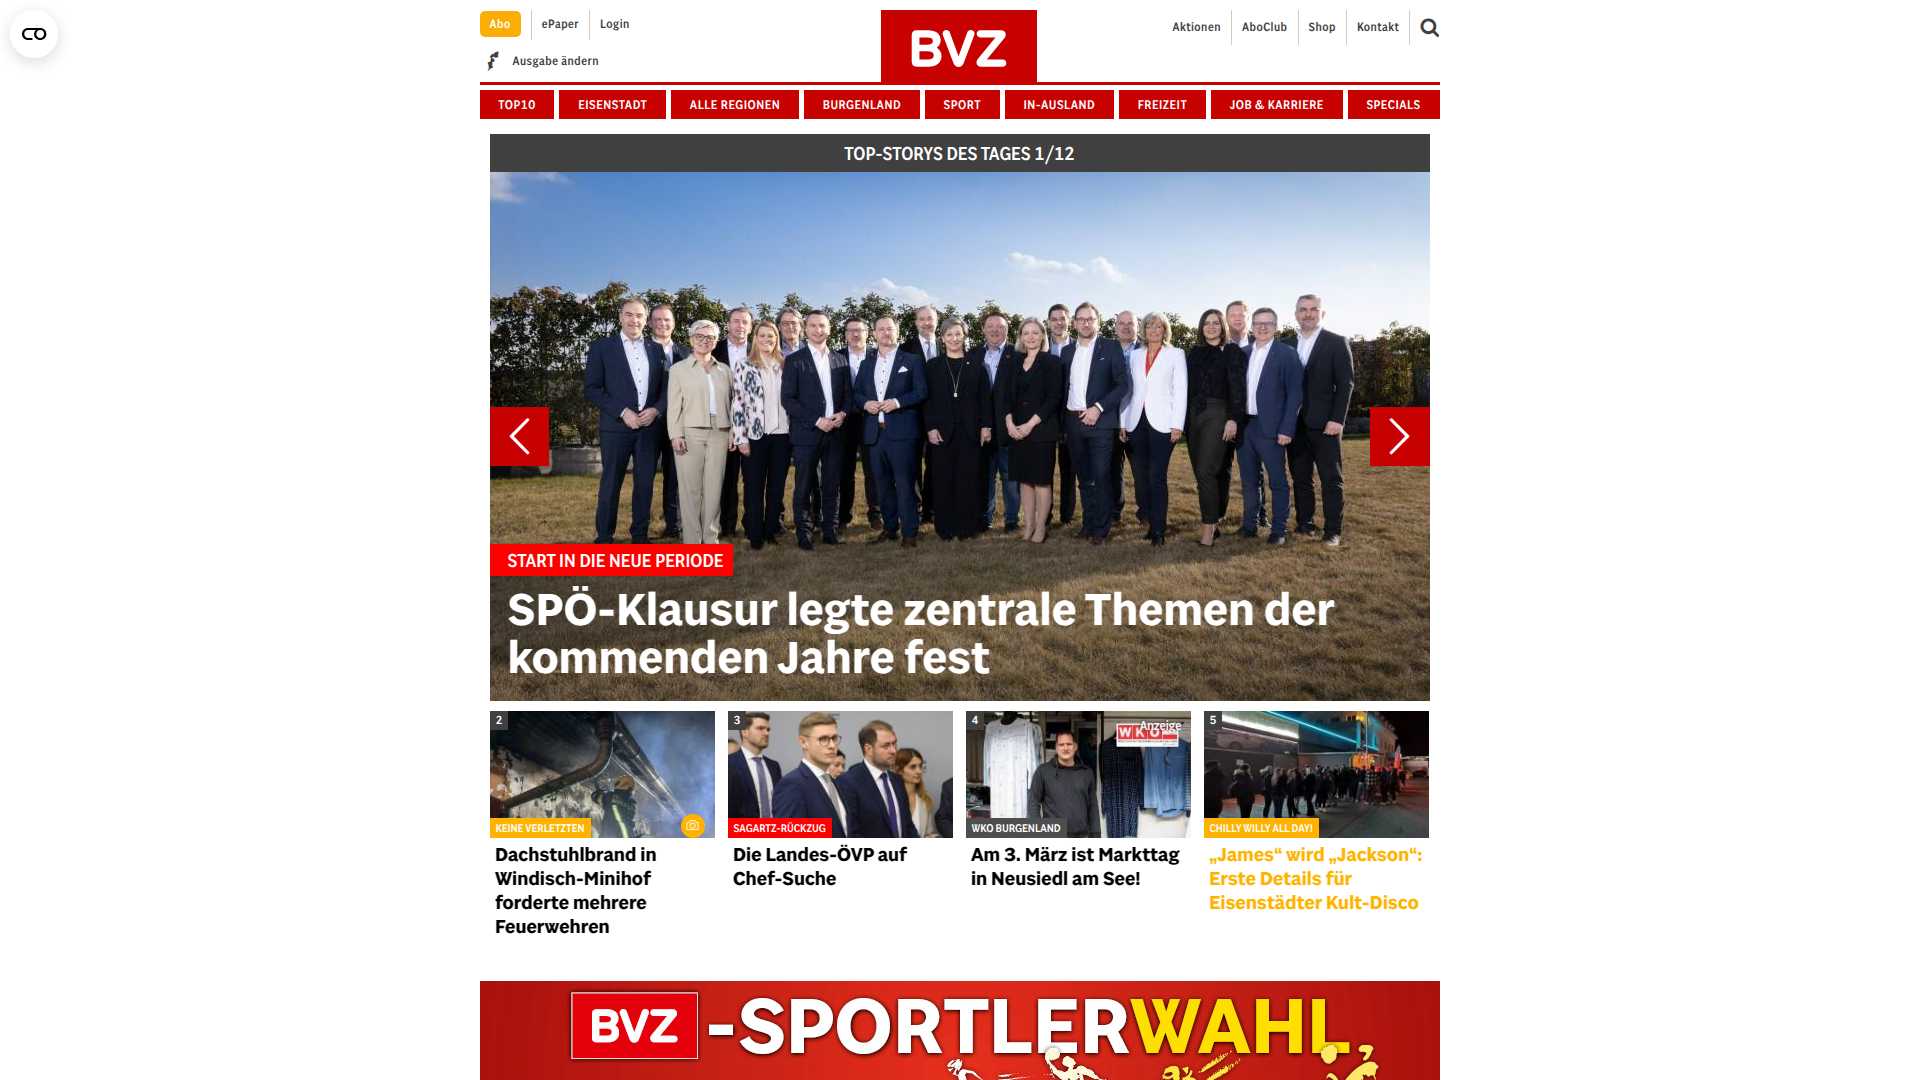 Abo
ePaper
Login
Ausgabe ändern
BVZ
Aktionen
AboClub
Shop
Kontakt
TOP10
EISENSTADT
ALLE REGIONEN
BURGENLAND
SPORT
IN-AUSLAND
FREIZEIT
JOB & KARRIERE
SPECIALS
TOP-STORYS DES TAGES 1/12
START IN DIE NEUE PERIODE
SPÖ-Klausur legte zentrale Themen der
kommenden Jahre fest
2
KEINE VERLETZTEN
Dachstuhlbrand in
Windisch-Minihof
forderte mehrere
Feuerwehren
3
SAGARTZ-RÜCKZUG
Die Landes-ÖVP auf
Chef-Suche
4
Anzeige
WKO
WKO BURGENLAND
Am 3. März ist Markttag
in Neusiedl am See!
5
CHILLY WILLY ALL DAY!
„James“ wird „Jackson“:
Erste Details für
Eisenstädter Kult-Disco
BVZ-SPORTLERWAHL